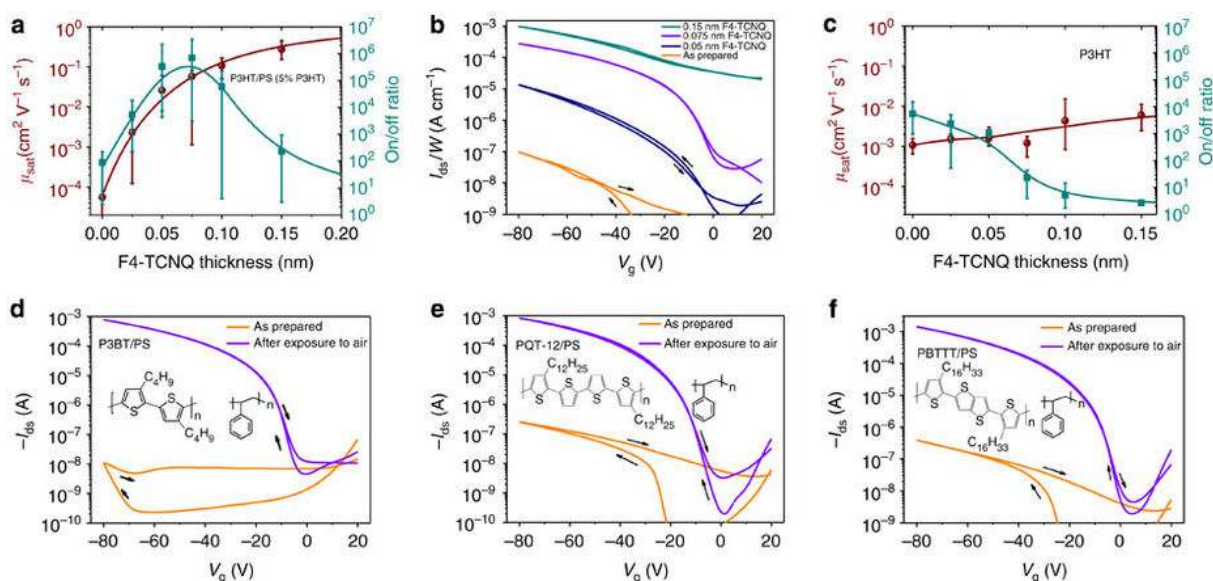 a
μsat(cm² V⁻¹ s⁻¹)
10⁰
10⁻¹
10⁻²
10⁻³
10⁻⁴
P3HT/PS (5% P3HT)
10⁷
10⁶
10⁵
10⁴
10³
10²
10¹
10⁰
On/off ratio
0.00 0.05 0.10 0.15 0.20
F4-TCNQ thickness (nm)
b
Ids/W (A cm⁻¹)
10⁻³
10⁻⁴
10⁻⁵
10⁻⁶
10⁻⁷
10⁻⁸
10⁻⁹
0.15 nm F4-TCNQ
0.075 nm F4-TCNQ
0.05 nm F4-TCNQ
As prepared
−80 −60 −40 −20 0 20
Vg (V)
c
μsat(cm² V⁻¹ s⁻¹)
10⁰
10⁻¹
10⁻²
10⁻³
10⁻⁴
P3HT
10⁷
10⁶
10⁵
10⁴
10³
10²
10¹
10⁰
On/off ratio
0.00 0.05 0.10 0.15
F4-TCNQ thickness (nm)
d
−Ids (A)
10⁻³
10⁻⁴
10⁻⁵
10⁻⁶
10⁻⁷
10⁻⁸
10⁻⁹
10⁻¹⁰
As prepared
After exposure to air
P3BT/PS
C₄H₉
S
S
n
C₄H₉
n
−80 −60 −40 −20 0 20
Vg (V)
e
−Ids (A)
10⁻³
10⁻⁴
10⁻⁵
10⁻⁶
10⁻⁷
10⁻⁸
10⁻⁹
10⁻¹⁰
As prepared
After exposure to air
PQT-12/PS
C₁₂H₂₅
S
S
S
S
n
C₁₂H₂₅
n
−80 −60 −40 −20 0 20
Vg (V)
f
−Ids (A)
10⁻³
10⁻⁴
10⁻⁵
10⁻⁶
10⁻⁷
10⁻⁸
10⁻⁹
As prepared
After exposure to air
PBTTT/PS
C₁₆H₃₃
S
S
S
S
n
C₁₆H₃₃
n
−80 −60 −40 −20 0 20
Vg (V)